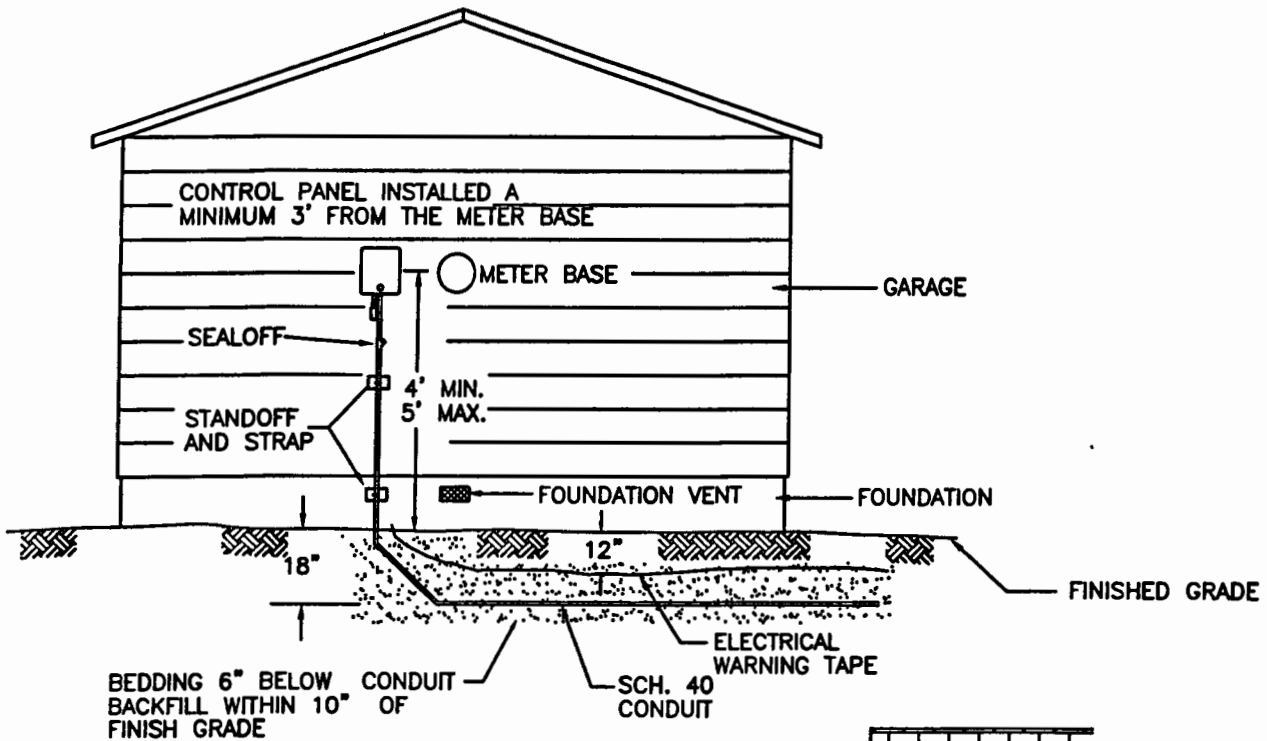 CONTROL PANEL INSTALLED A
MINIMUM 3' FROM THE METER BASE
METER BASE
GARAGE
SEALOFF
4' MIN.
5' MAX.
STANDOFF
AND STRAP
FOUNDATION VENT
FOUNDATION
18"
12"
FINISHED GRADE
ELECTRICAL
WARNING TAPE
BEDDING 6" BELOW CONDUIT
BACKFILL WITHIN 10" OF
FINISH GRADE
SCH. 40
CONDUIT